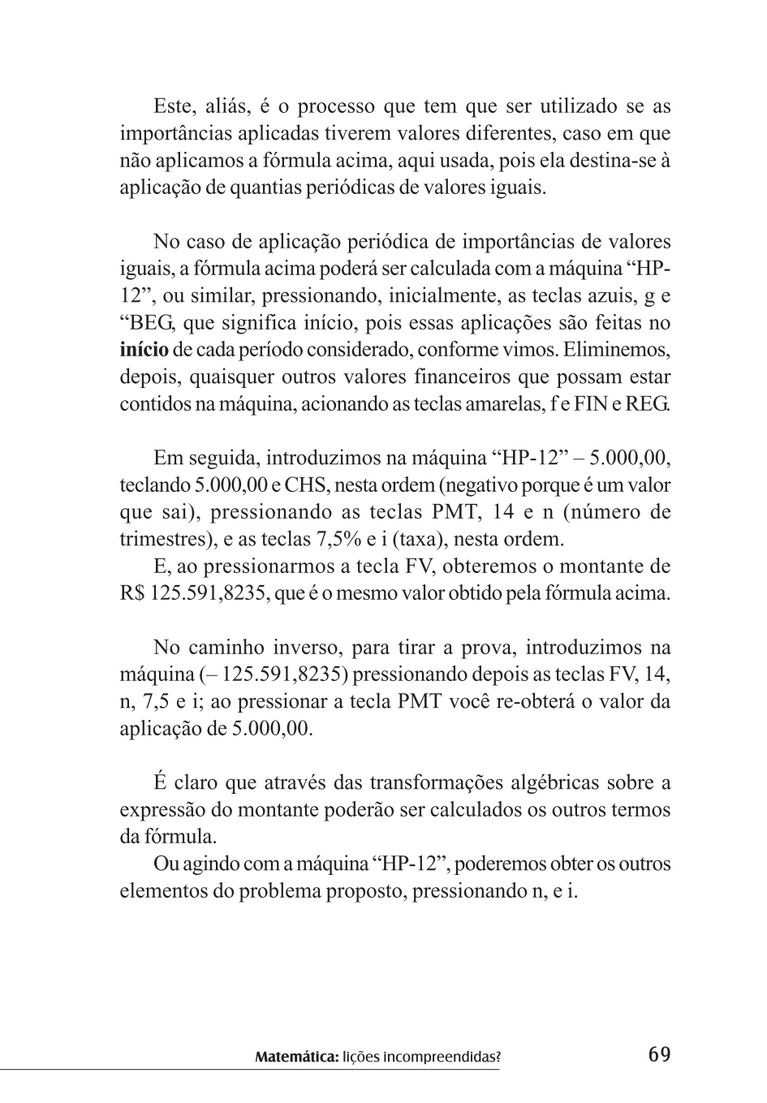 Este, aliás, é o processo que tem que ser utilizado se as
importâncias aplicadas tiverem valores diferentes, caso em que
não aplicamos a fórmula acima, aqui usada, pois ela destina-se à
aplicação de quantias periódicas de valores iguais.
No caso de aplicação periódica de importâncias de valores
iguais, a fórmula acima poderá ser calculada com a máquina “HP-
12”, ou similar, pressionando, inicialmente, as teclas azuis, g e
“BEG, que significa início, pois essas aplicações são feitas no
início de cada período considerado, conforme vimos. Eliminemos,
depois, quaisquer outros valores financeiros que possam estar
contidos na máquina, acionando as teclas amarelas, f e FIN e REG.
Em seguida, introduzimos na máquina “HP-12” – 5.000,00,
teclando 5.000,00 e CHS, nesta ordem (negativo porque é um valor
que sai), pressionando as teclas PMT, 14 e n (número de
trimestres), e as teclas 7,5% e i (taxa), nesta ordem.
E, ao pressionarmos a tecla FV, obteremos o montante de
R$ 125.591,8235, que é o mesmo valor obtido pela fórmula acima.
No caminho inverso, para tirar a prova, introduzimos na
máquina (– 125.591,8235) pressionando depois as teclas FV, 14,
n, 7,5 e i; ao pressionar a tecla PMT você re-obterá o valor da
aplicação de 5.000,00.
É claro que através das transformações algébricas sobre a
expressão do montante poderão ser calculados os outros termos
da fórmula.
Ou agindo com a máquina “HP-12”, poderemos obter os outros
elementos do problema proposto, pressionando n, e i.
Matemática: lições incompreendidas? 69